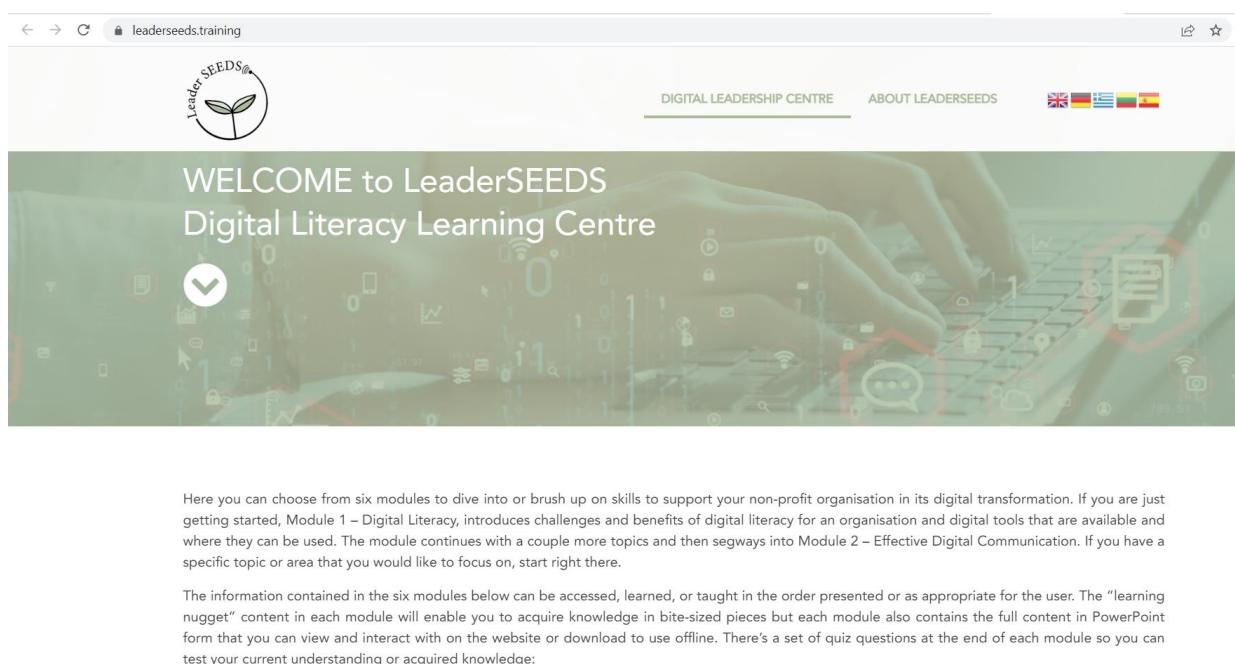 leaderseeds.training
Leader SEEDS
DIGITAL LEADERSHIP CENTRE ABOUT LEADERSEEDS
WELCOME to LeaderSEEDS
Digital Literacy Learning Centre
Here you can choose from six modules to dive into or brush up on skills to support your non-profit organisation in its digital transformation. If you are just
getting started, Module 1 – Digital Literacy, introduces challenges and benefits of digital literacy for an organisation and digital tools that are available and
where they can be used. The module continues with a couple more topics and then segways into Module 2 – Effective Digital Communication. If you have a
specific topic or area that you would like to focus on, start right there.
The information contained in the six modules below can be accessed, learned, or taught in the order presented or as appropriate for the user. The “learning
nugget” content in each module will enable you to acquire knowledge in bite-sized pieces but each module also contains the full content in PowerPoint
form that you can view and interact with on the website or download to use offline. There’s a set of quiz questions at the end of each module so you can
test your current understanding or acquired knowledge: